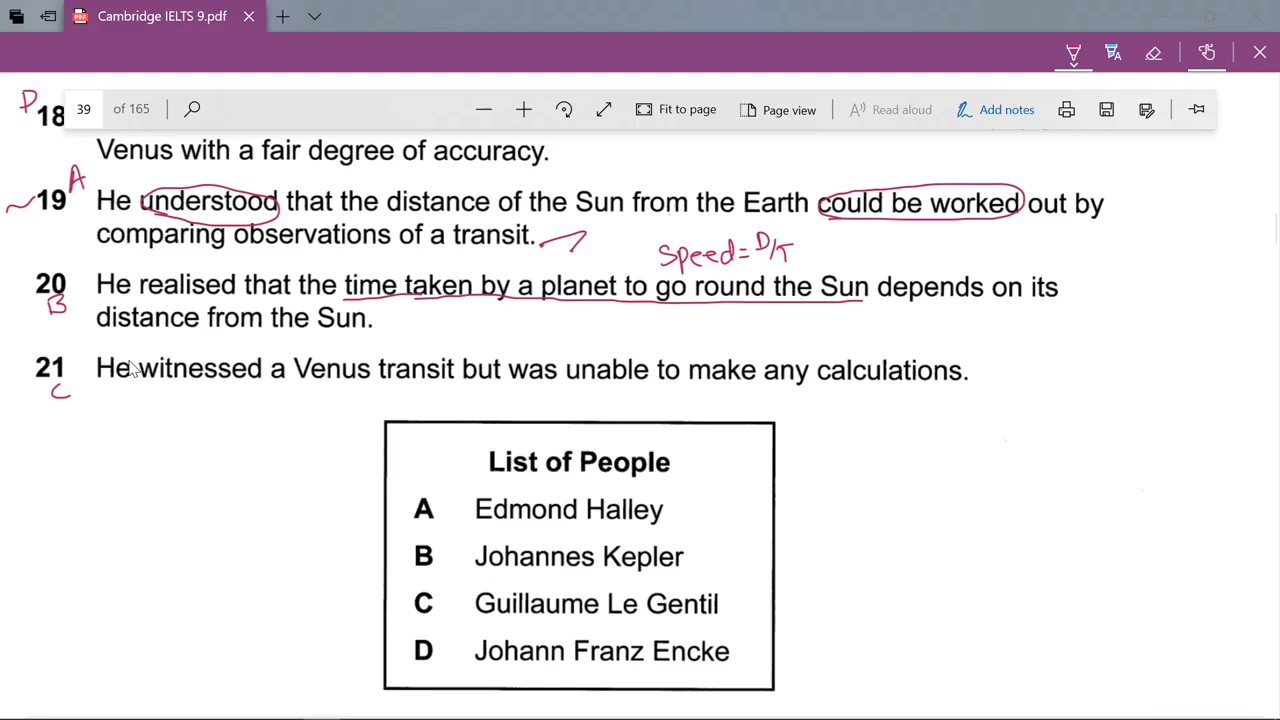 Cambridge IELTS 9.pdf
39 of 165 Fit to page Page view Read aloud Add notes
D
18
Venus with a fair degree of accuracy.
A
19 He understood that the distance of the Sun from the Earth could be worked out by
comparing observations of a transit.
Speed = D/T
20 He realised that the time taken by a planet to go round the Sun depends on its
B
distance from the Sun.
21 He witnessed a Venus transit but was unable to make any calculations.
C
List of People
A Edmond Halley
B Johannes Kepler
C Guillaume Le Gentil
D Johann Franz Encke